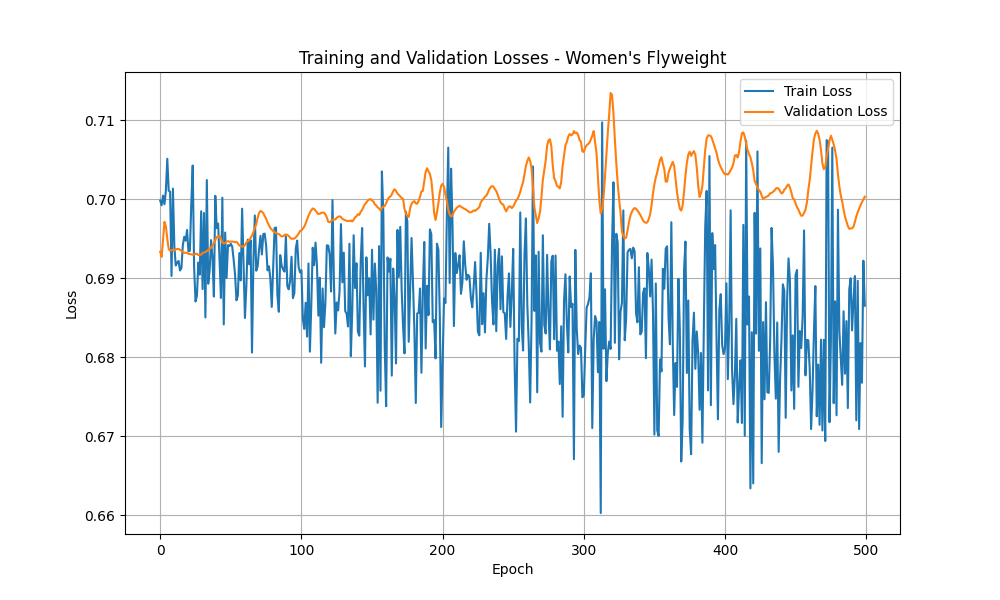 Training and Validation Losses - Women's Flyweight
Train Loss
Validation Loss
0.71
0.70
0.69
0.68
0.67
0.66
Loss
0
100
200
300
400
500
Epoch